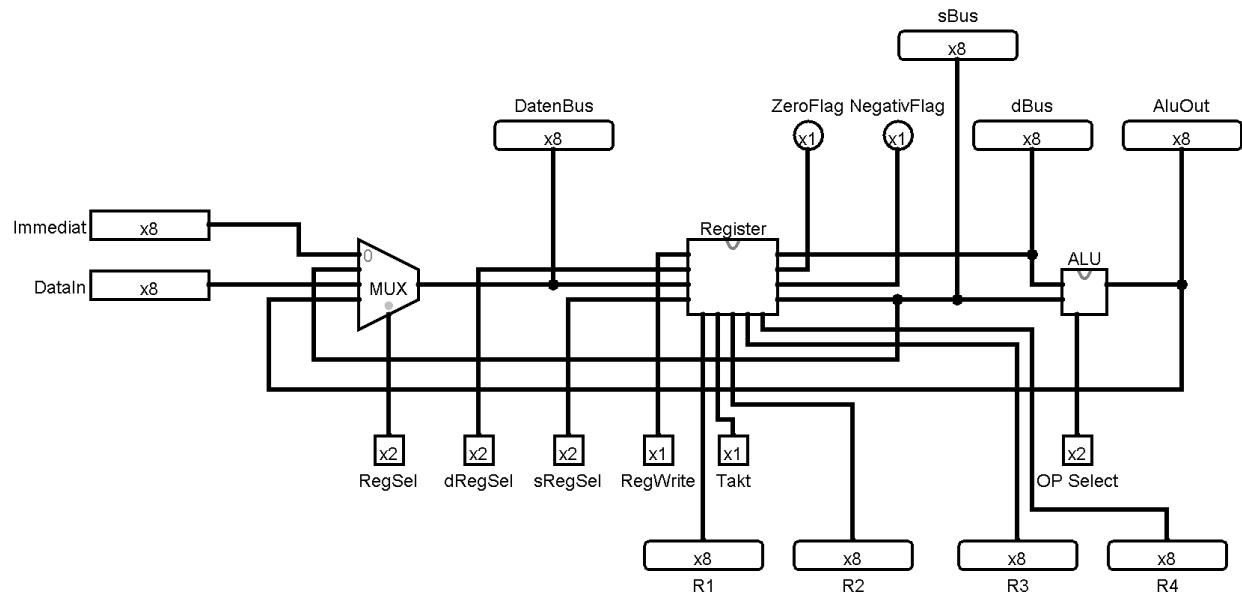 sBus
x8
DatenBus
ZeroFlag
NegativFlag
dBus
AluOut
x8
x1
x1
x8
x8
Immediat
x8
Register
0
ALU
DataIn
x8
MUX
x2
x2
x2
x1
x1
x2
RegSel
dRegSel
sRegSel
RegWrite
Takt
OP Select
x8
x8
x8
x8
R1
R2
R3
R4